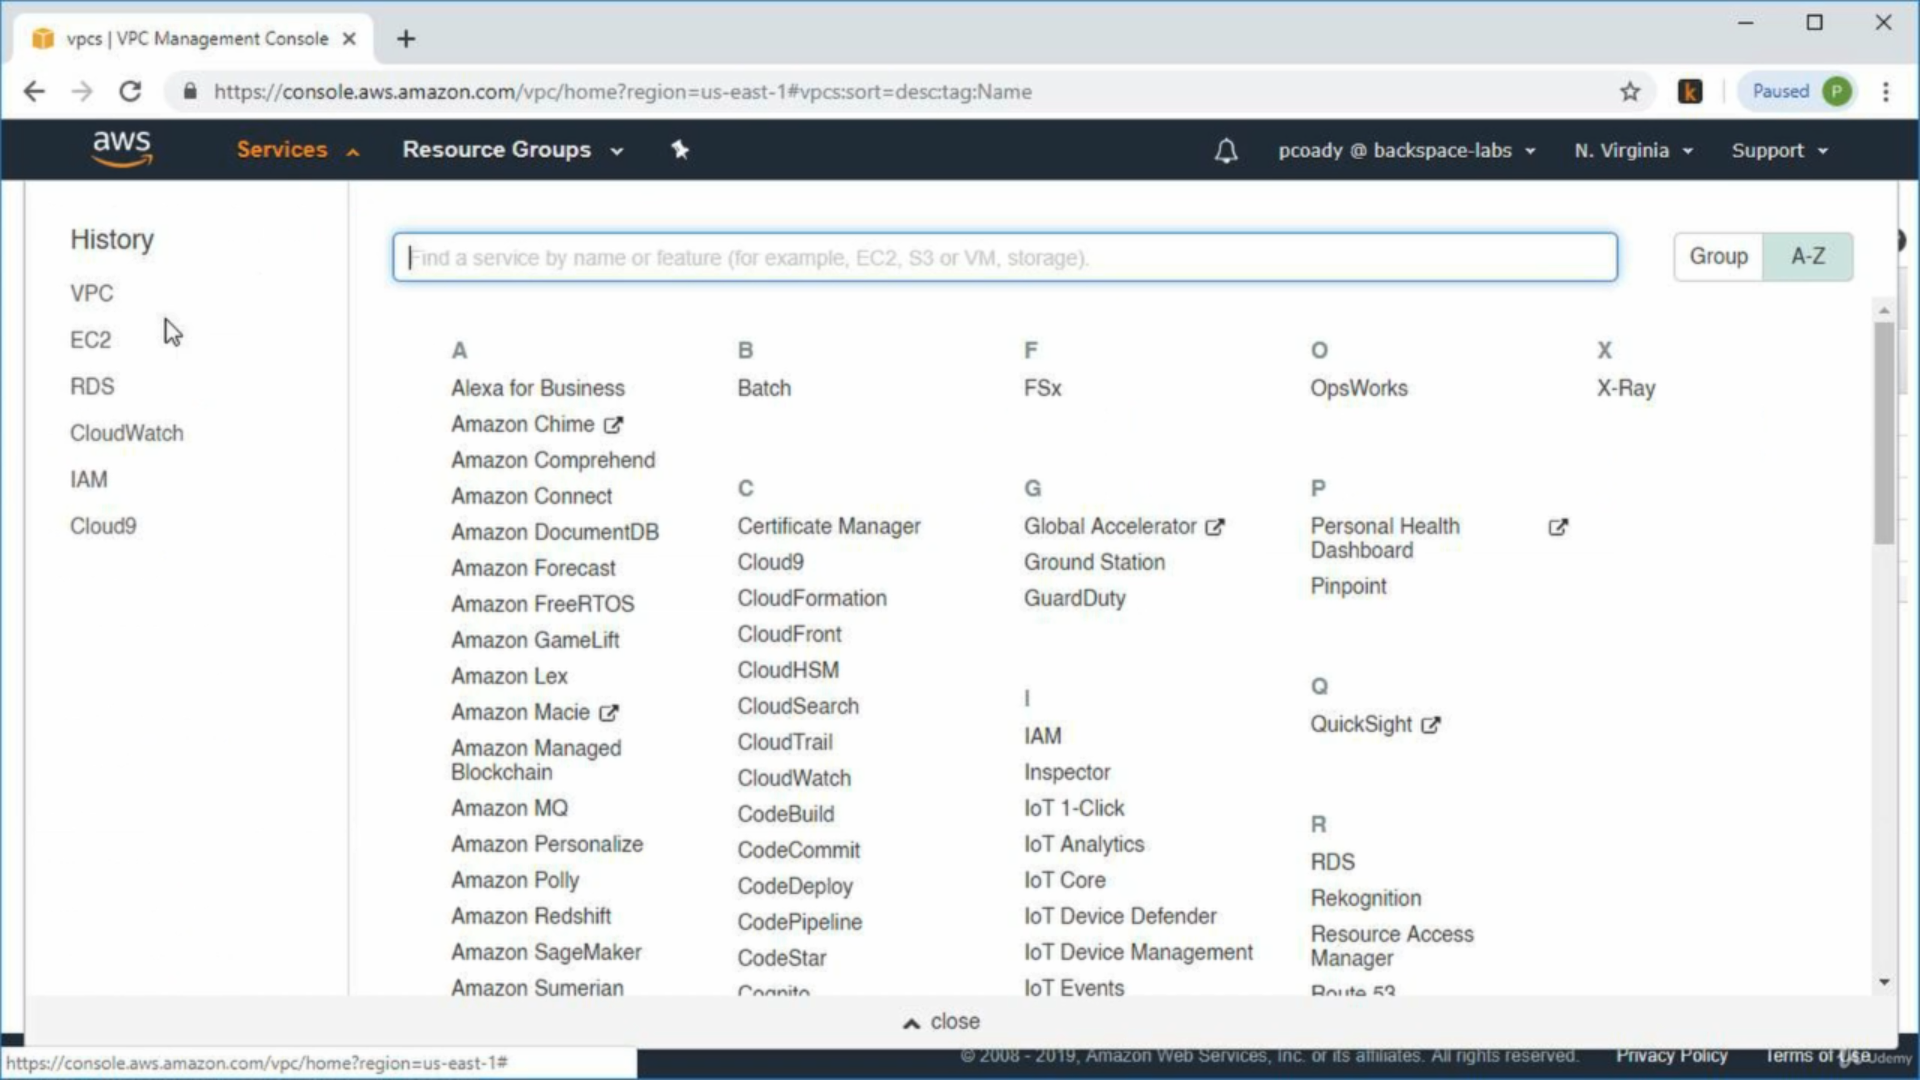 vpcs | VPC Management Console
https://console.aws.amazon.com/vpc/home?region=us-east-1#vpcs:sort=desc:tag:Name
Paused P
aws
Services
Resource Groups
pcoady @ backspace-labs
N. Virginia
Support
History
VPC
EC2
RDS
CloudWatch
IAM
Cloud9
Find a service by name or feature (for example, EC2, S3 or VM, storage).
Group
A-Z
A
Alexa for Business
Amazon Chime
Amazon Comprehend
Amazon Connect
Amazon DocumentDB
Amazon Forecast
Amazon FreeRTOS
Amazon GameLift
Amazon Lex
Amazon Macie
Amazon Managed
Blockchain
Amazon MQ
Amazon Personalize
Amazon Polly
Amazon Redshift
Amazon SageMaker
Amazon Sumerian
B
Batch
C
Certificate Manager
Cloud9
CloudFormation
CloudFront
CloudHSM
CloudSearch
CloudTrail
CloudWatch
CodeBuild
CodeCommit
CodeDeploy
CodePipeline
CodeStar
Cognito
F
FSx
G
Global Accelerator
Ground Station
GuardDuty
I
IAM
Inspector
IoT 1-Click
IoT Analytics
IoT Core
IoT Device Defender
IoT Device Management
IoT Events
O
OpsWorks
P
Personal Health
Dashboard
Pinpoint
Q
QuickSight
R
RDS
Rekognition
Resource Access
Manager
Route 53
X
X-Ray
close
https://console.aws.amazon.com/vpc/home?region=us-east-1#
© 2008 - 2019, Amazon Web Services, Inc. or its affiliates. All rights reserved.
Privacy Policy
Terms of Use
Udemy